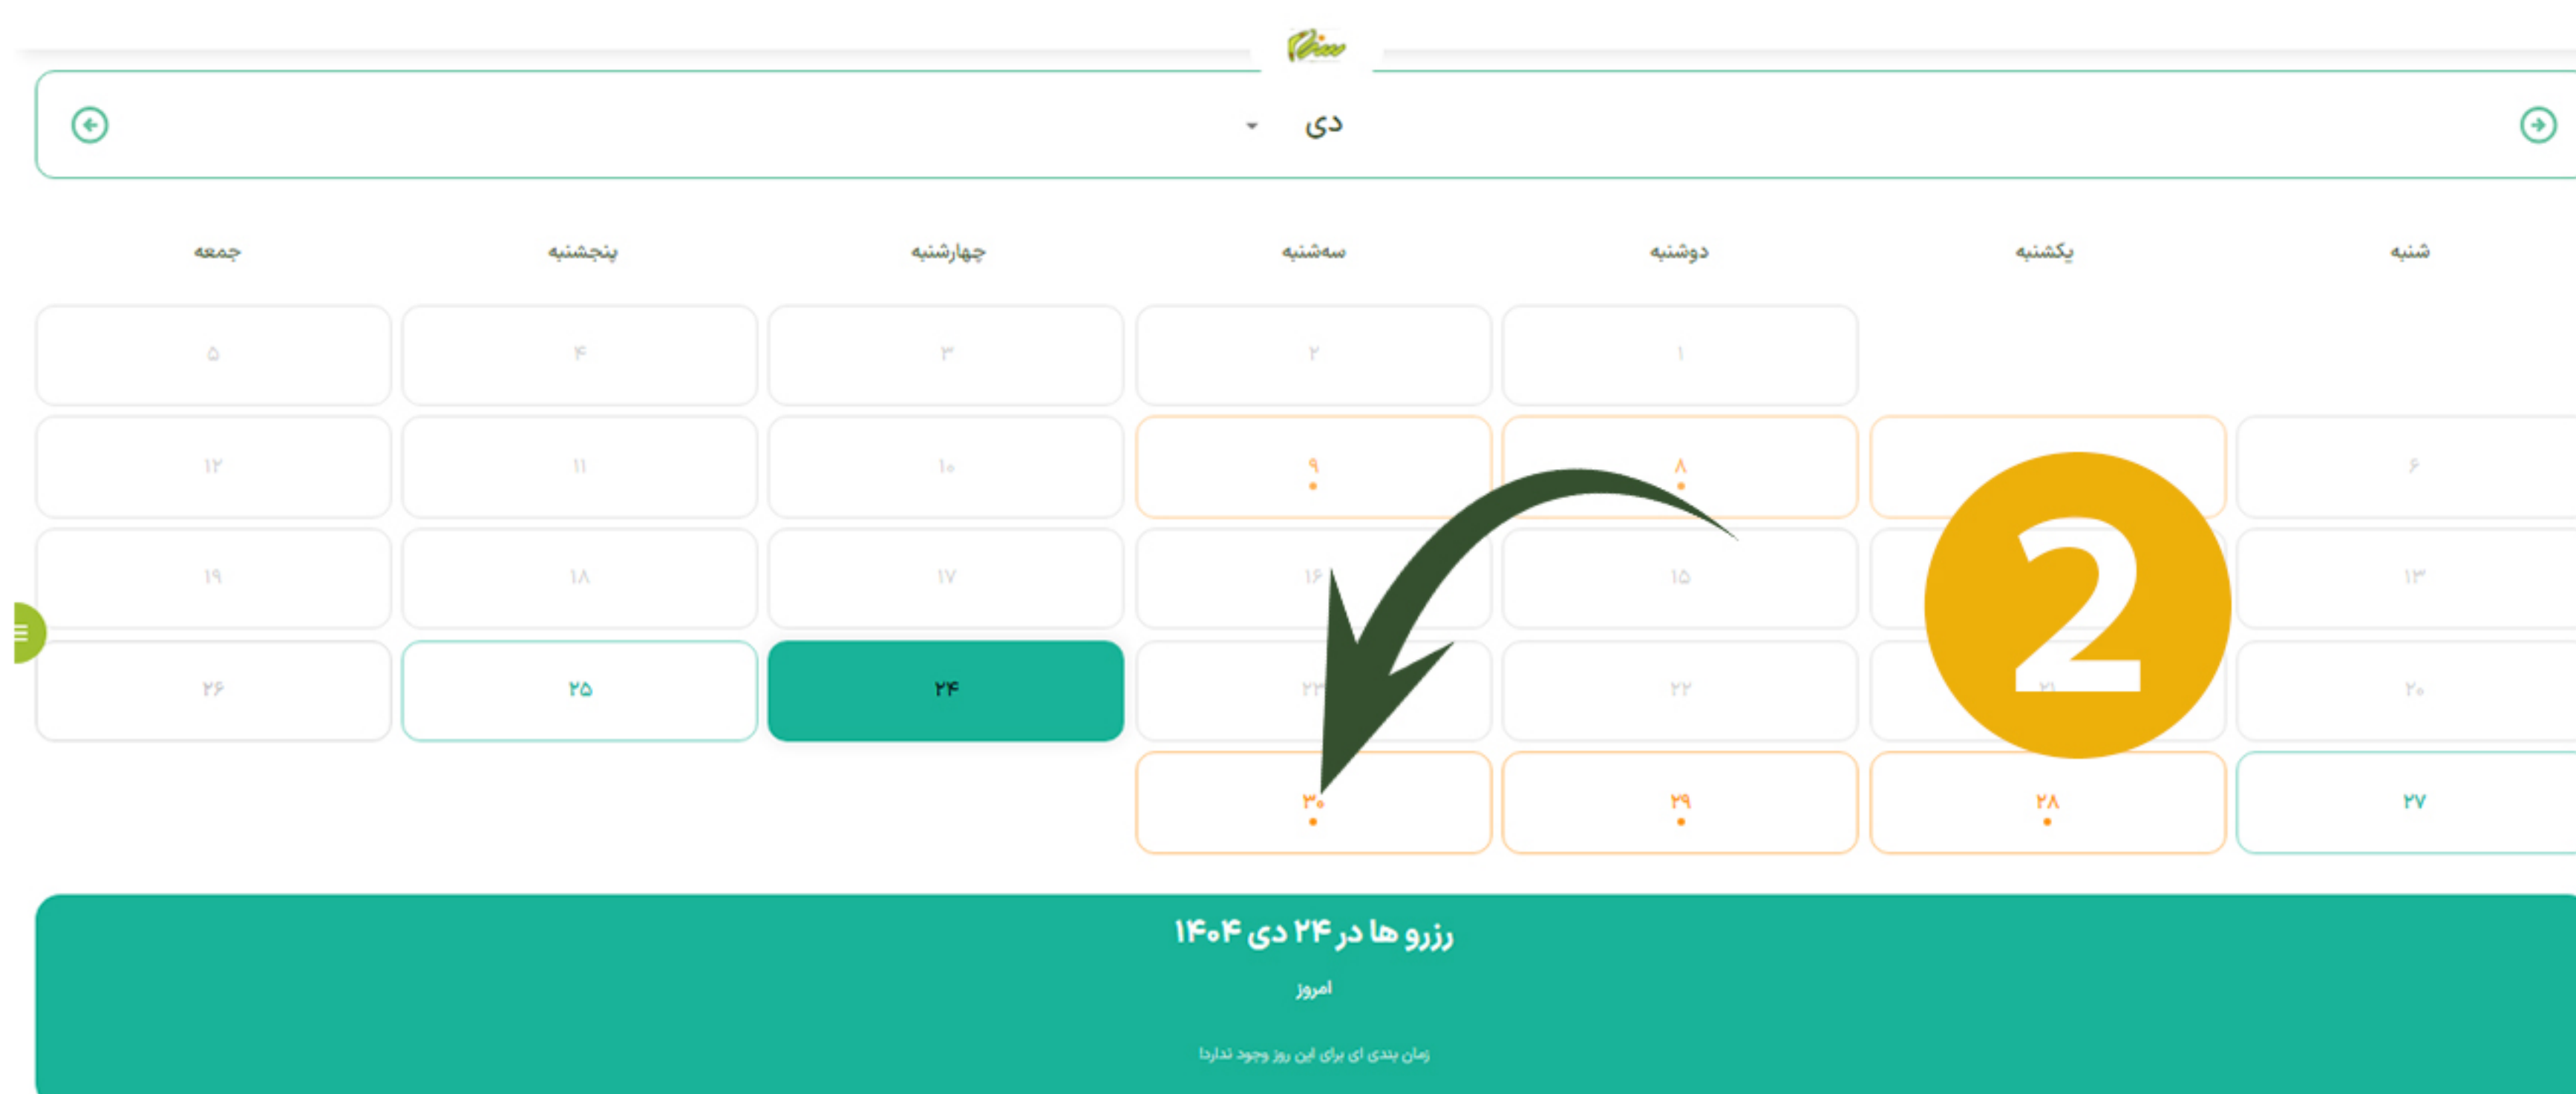 دی
شنبه یکشنبه دوشنبه سه‌شنبه چهارشنبه پنجشنبه جمعه
۱ ۲ ۳ ۴ ۵
۶ ۸ ۹ ۱۰ ۱۱ ۱۲
۱۳ ۱۵ ۱۶ ۱۷ ۱۸ ۱۹
2
۲۰ ۲۱ ۲۲ ۲۳ ۲۴ ۲۵ ۲۶
۲۷ ۲۸ ۲۹ ۳۰
رزرو ها در ۲۴ دی ۱۴۰۴
امروز
زمان بندی ای برای این روز وجود ندارد!